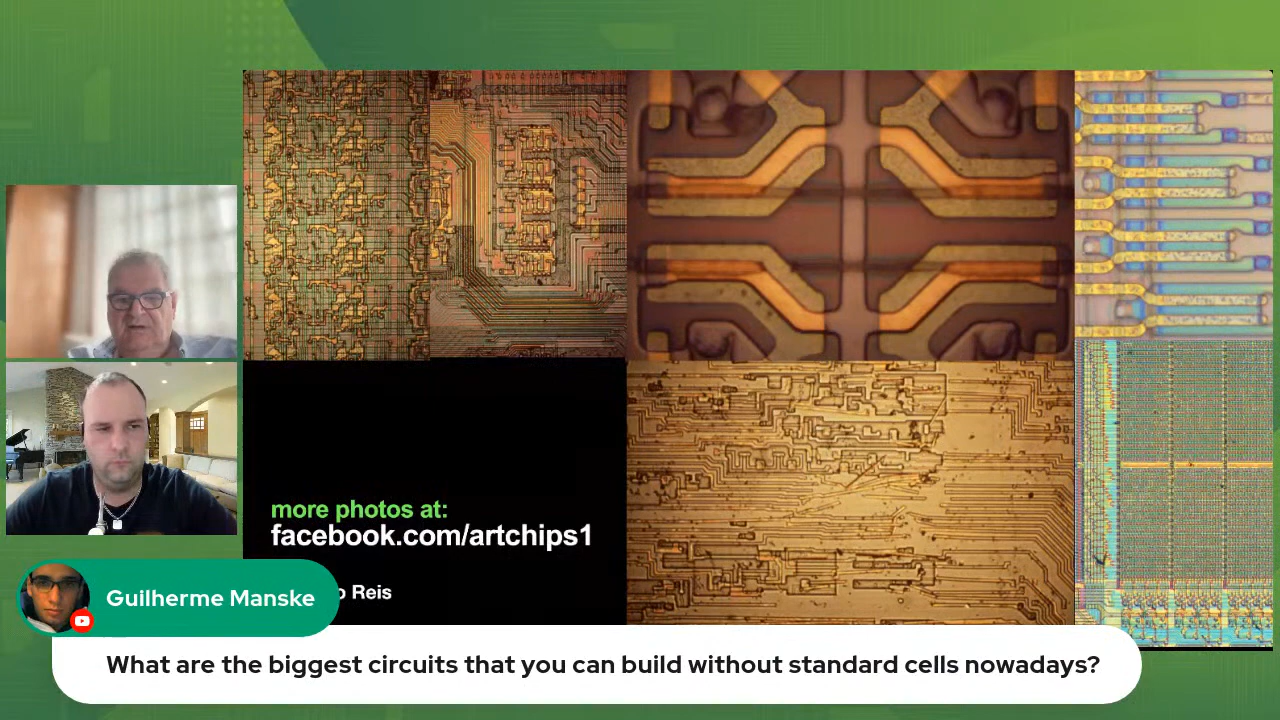 more photos at:
facebook.com/artchips1
Reis
Guilherme Manske
What are the biggest circuits that you can build without standard cells nowadays?